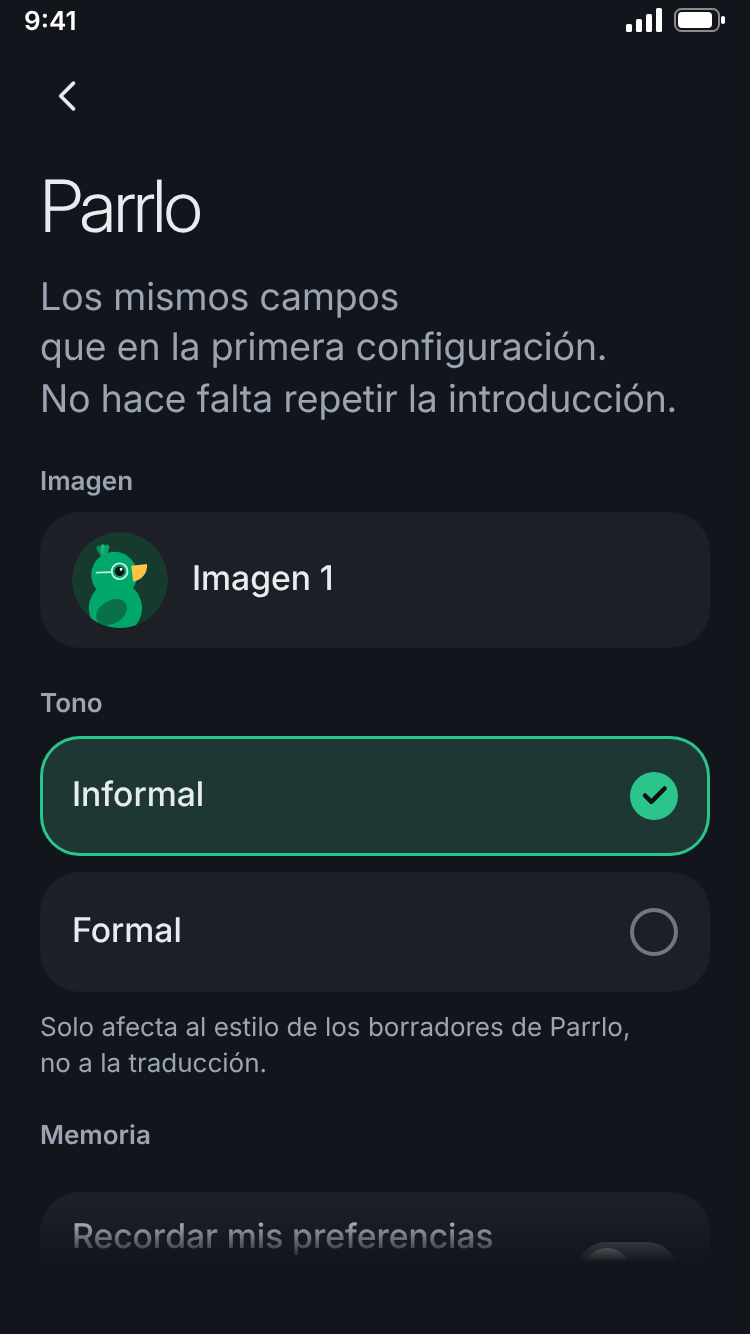 9:41
Parrlo
Los mismos campos
que en la primera configuración.
No hace falta repetir la introducción.
Imagen
Imagen 1
Tono
Informal
Formal
Solo afecta al estilo de los borradores de Parrlo,
no a la traducción.
Memoria
Recordar mis preferencias